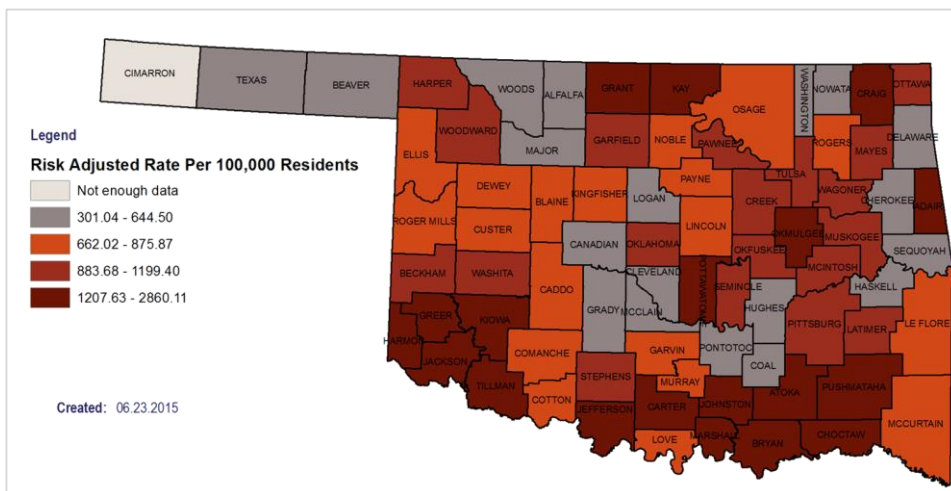 CIMARRON
TEXAS
BEAVER
HARPER
WOODS
ALFALFA
GRANT
KAY
OSAGE
WASHINGTON
NOWATA
CRAIG
OTTAWA
Legend
WOODWARD
MAJOR
GARFIELD
NOBLE
PAWNEE
ROGERS
MAYES
DELAWARE
Risk Adjusted Rate Per 100,000 Residents
Not enough data
301.04 - 644.50
662.02 - 875.87
883.68 - 1199.40
1207.63 - 2860.11
ELLIS
DEWEY
BLAINE
KINGFISHER
LOGAN
PAYNE
CREEK
TULSA
WAGONER
CHEROKEE
ADAIR
ROGER MILLS
CUSTER
CANADIAN
OKLAHOMA
LINCOLN
OKFUSKEE
OKMULGEE
MUSKOGEE
SEQUOYAH
BECKHAM
WASHITA
CADDO
GRADY
CLEVELAND
MCCLAIN
SEMINOLE
HUGHES
MCINTOSH
HASKELL
GREER
KIOWA
PITTSBURG
LATIMER
LE FLORE
HARMON
JACKSON
TILLMAN
COMANCHE
COTTON
STEPHENS
GARVIN
MURRAY
PONTOTOC
COAL
ATOKA
PUSHMATAHA
MCCURTAIN
JEFFERSON
CARTER
JOHNSTON
LOVE
MARSHALL
BRYAN
CHOCTAW
Created: 06.23.2015